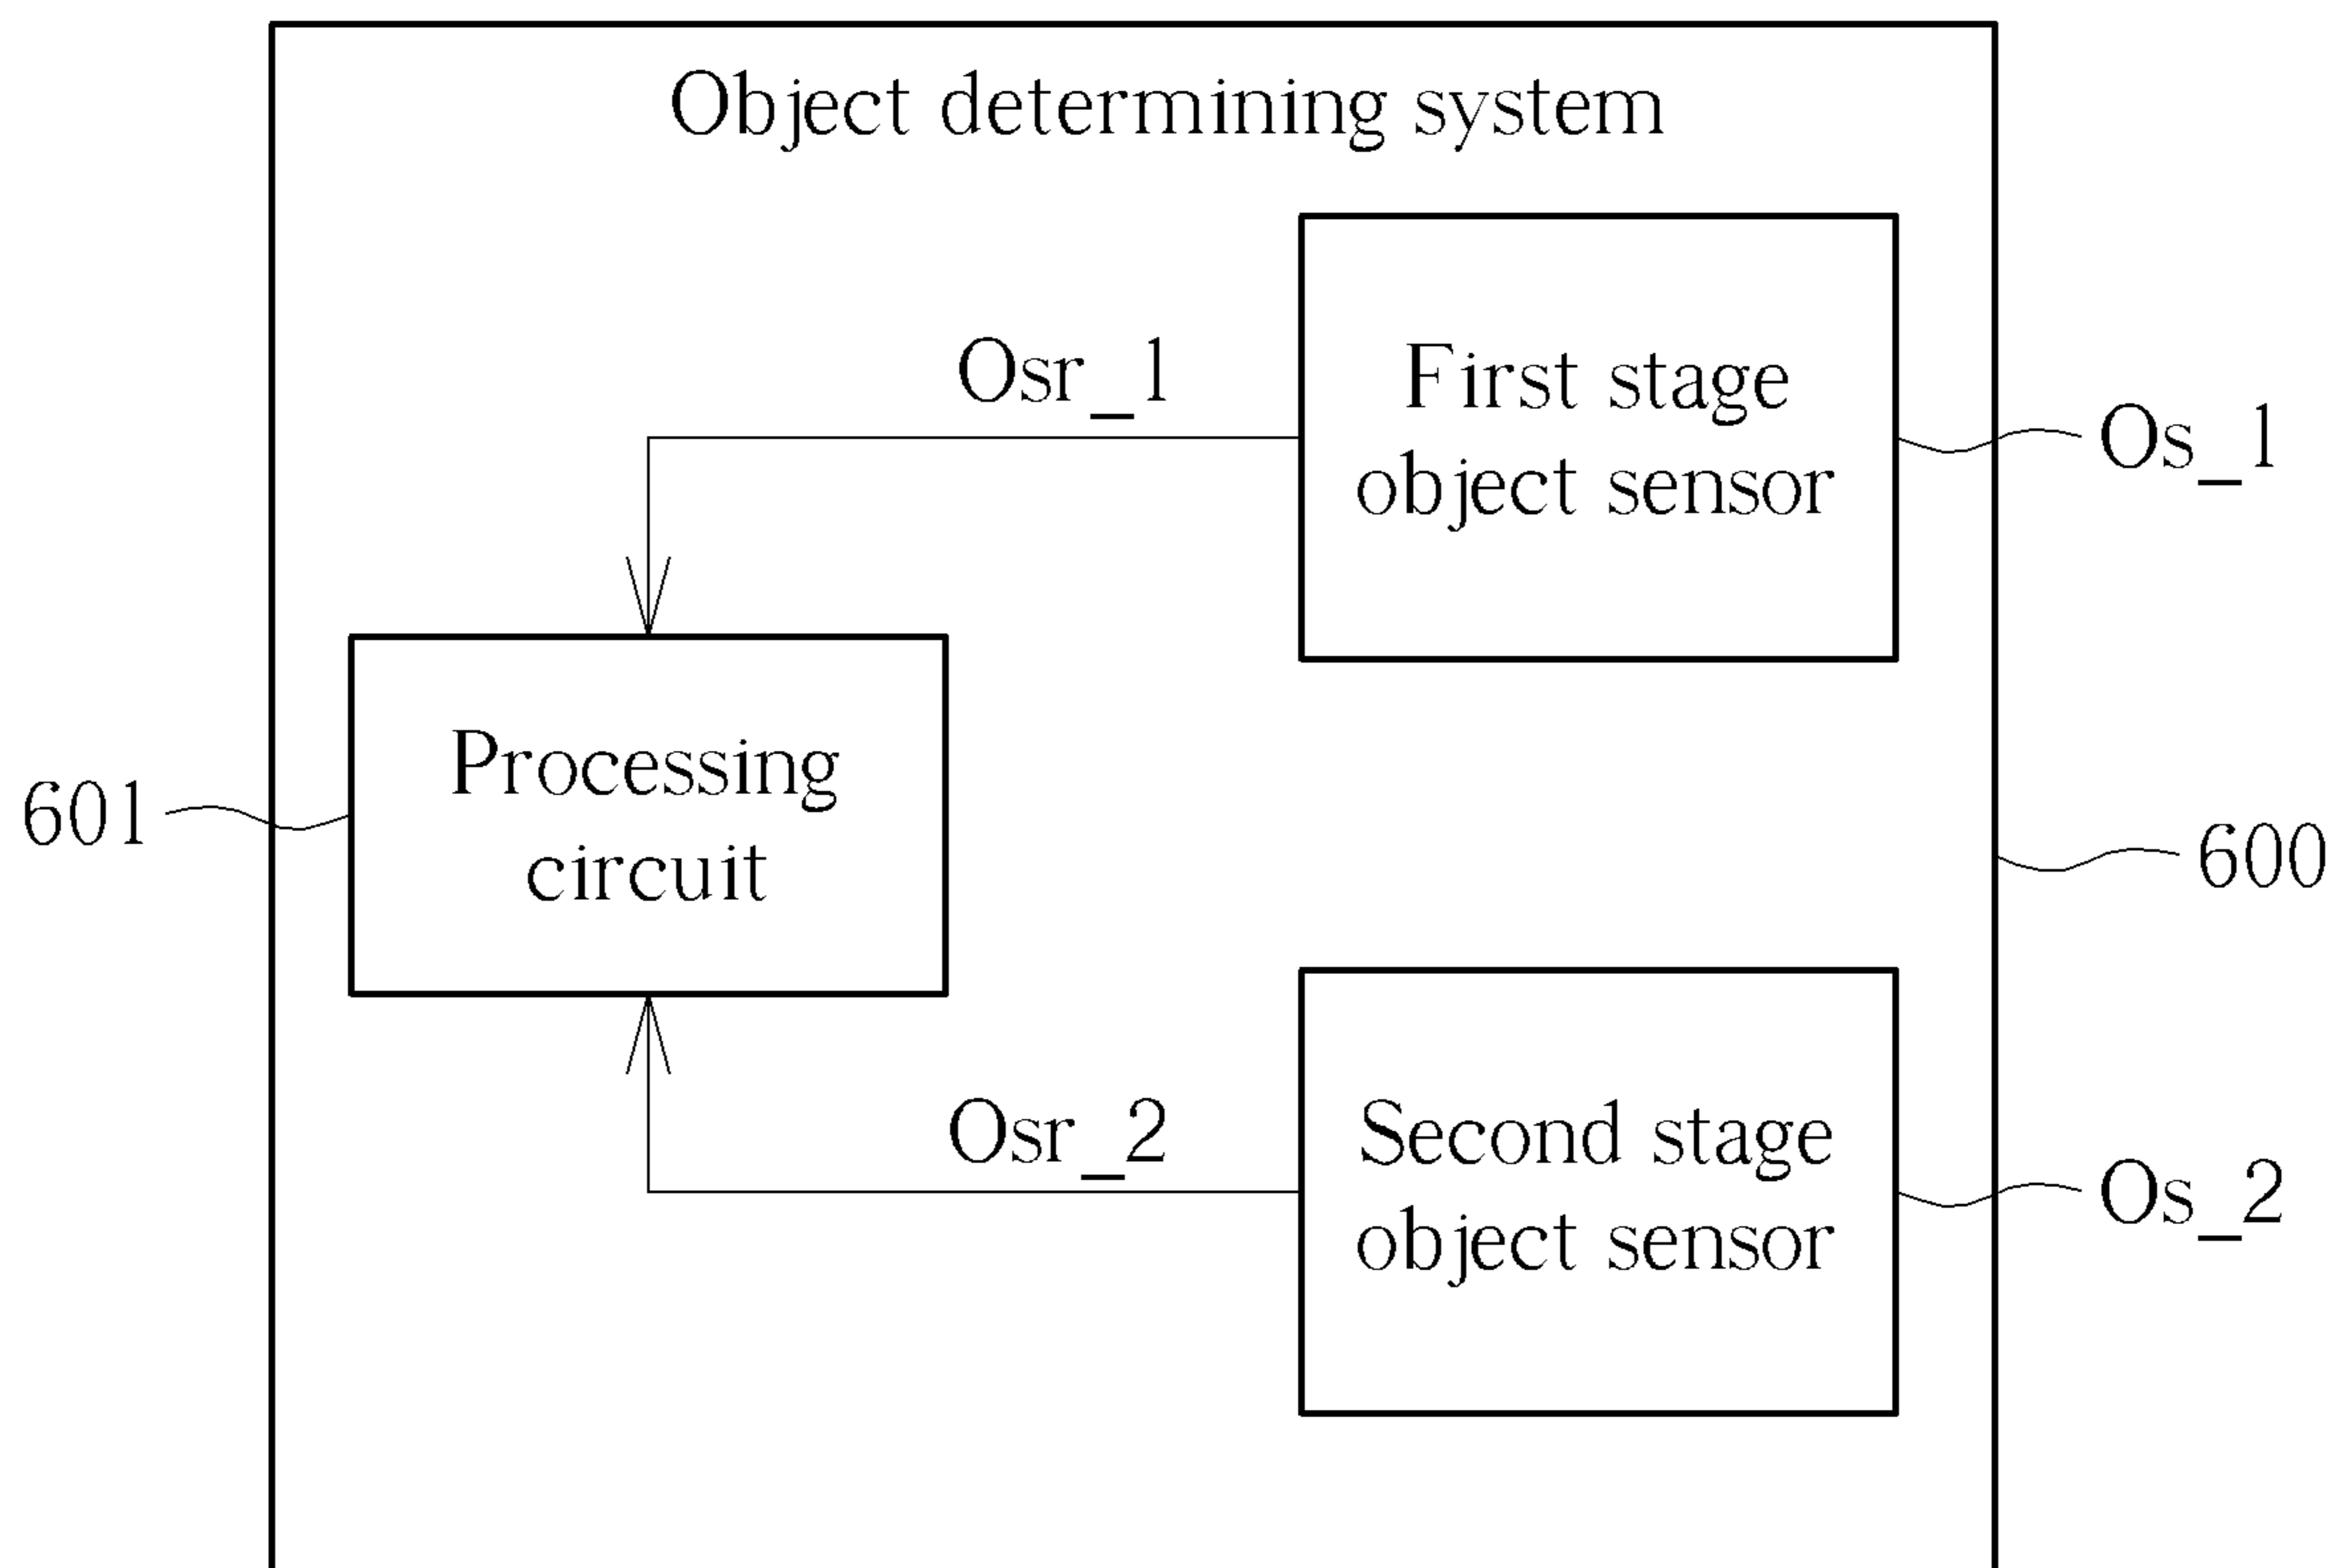 Object determining system
Osr_1
First stage
object sensor
Os_1
Processing
circuit
601
600
Osr_2
Second stage
object sensor
Os_2